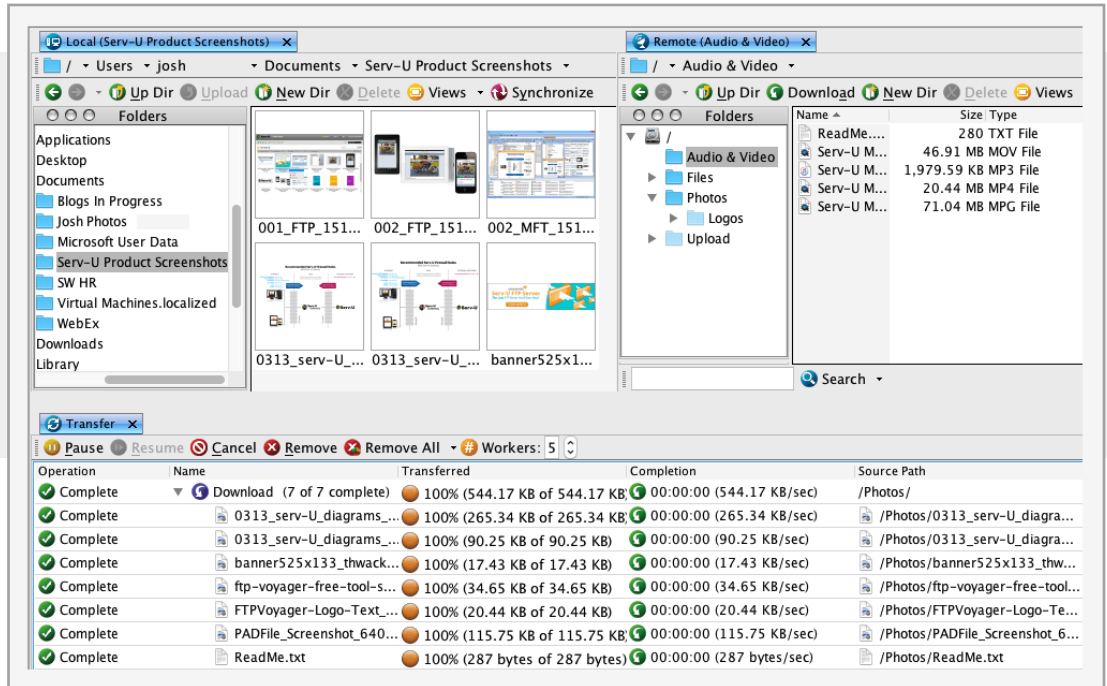 Local (Serv-U Product Screenshots) X
/ Users josh Documents Serv-U Product Screenshots
Up Dir Upload New Dir Delete Views Synchronize
Folders
Applications
Desktop
Documents
Blogs In Progress
Josh Photos
Microsoft User Data
Serv-U Product Screenshots
SW HR
Virtual Machines.localized
WebEx
Downloads
Library
001_FTP_151... 002_FTP_151... 002_MFT_151...
0313_serv-U_... 0313_serv-U_... banner525x1...
Remote (Audio & Video) X
/ Audio & Video
Up Dir Download New Dir Delete Views
Folders
/
Audio & Video
Files
Photos
Logos
Upload
Name Size Type
ReadMe.... 280 TXT File
Serv-U M... 46.91 MB MOV File
Serv-U M... 1,979.59 KB MP3 File
Serv-U M... 20.44 MB MP4 File
Serv-U M... 71.04 MB MPG File
Search
Transfer X
Pause Resume Cancel Remove Remove All # Workers: 5
Operation Name Transferred Completion Source Path
Complete Download (7 of 7 complete) 100% (544.17 KB of 544.17 KB) 00:00:00 (544.17 KB/sec) /Photos/
Complete 0313_serv-U_diagrams_... 100% (265.34 KB of 265.34 KB) 00:00:00 (265.34 KB/sec) /Photos/0313_serv-U_diagra...
Complete 0313_serv-U_diagrams_... 100% (90.25 KB of 90.25 KB) 00:00:00 (90.25 KB/sec) /Photos/0313_serv-U_diagra...
Complete banner525x133_thwack... 100% (17.43 KB of 17.43 KB) 00:00:00 (17.43 KB/sec) /Photos/banner525x133_thw...
Complete ftp-voyager-free-tool-s... 100% (34.65 KB of 34.65 KB) 00:00:00 (34.65 KB/sec) /Photos/ftp-voyager-free-tool...
Complete FTPVoyager-Logo-Text_... 100% (20.44 KB of 20.44 KB) 00:00:00 (20.44 KB/sec) /Photos/FTPVoyager-Logo-Te...
Complete PADFile_Screenshot_640... 100% (115.75 KB of 115.75 KB) 00:00:00 (115.75 KB/sec) /Photos/PADFile_Screenshot_6...
Complete ReadMe.txt 100% (287 bytes of 287 bytes) 00:00:00 (287 bytes/sec) /Photos/ReadMe.txt